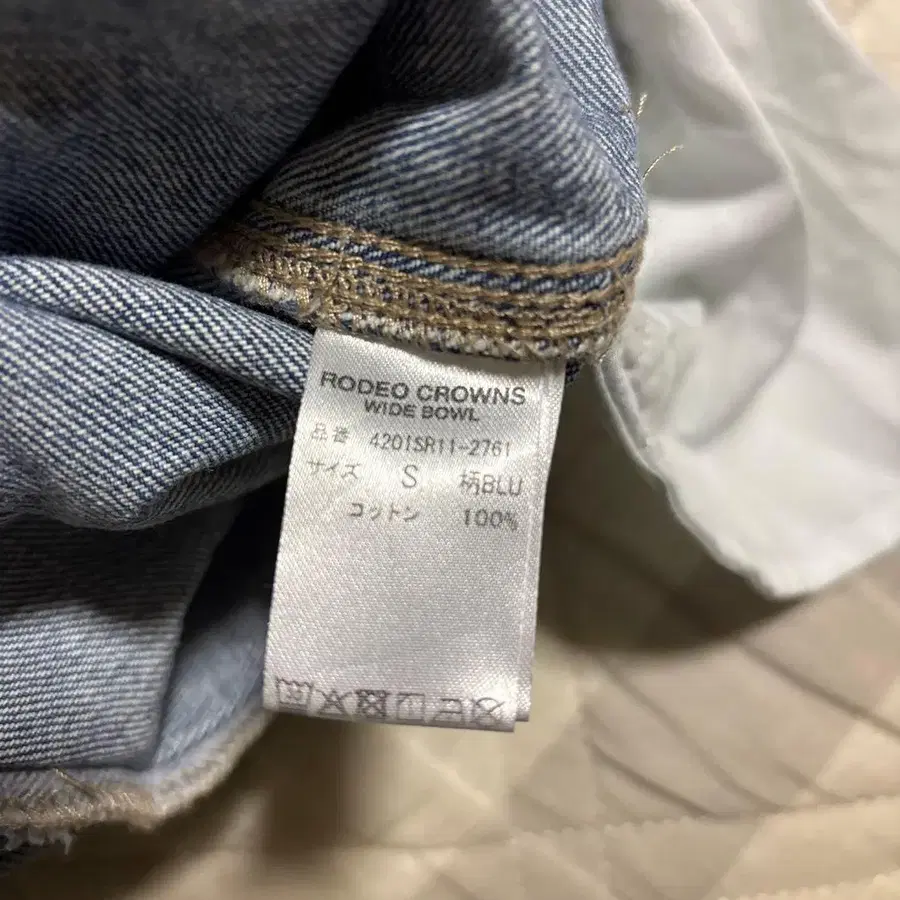 RODEO CROWNS
WIDE BOWL
品番 420ISR11-2761
サイズ S 柄BLU
コットン 100%